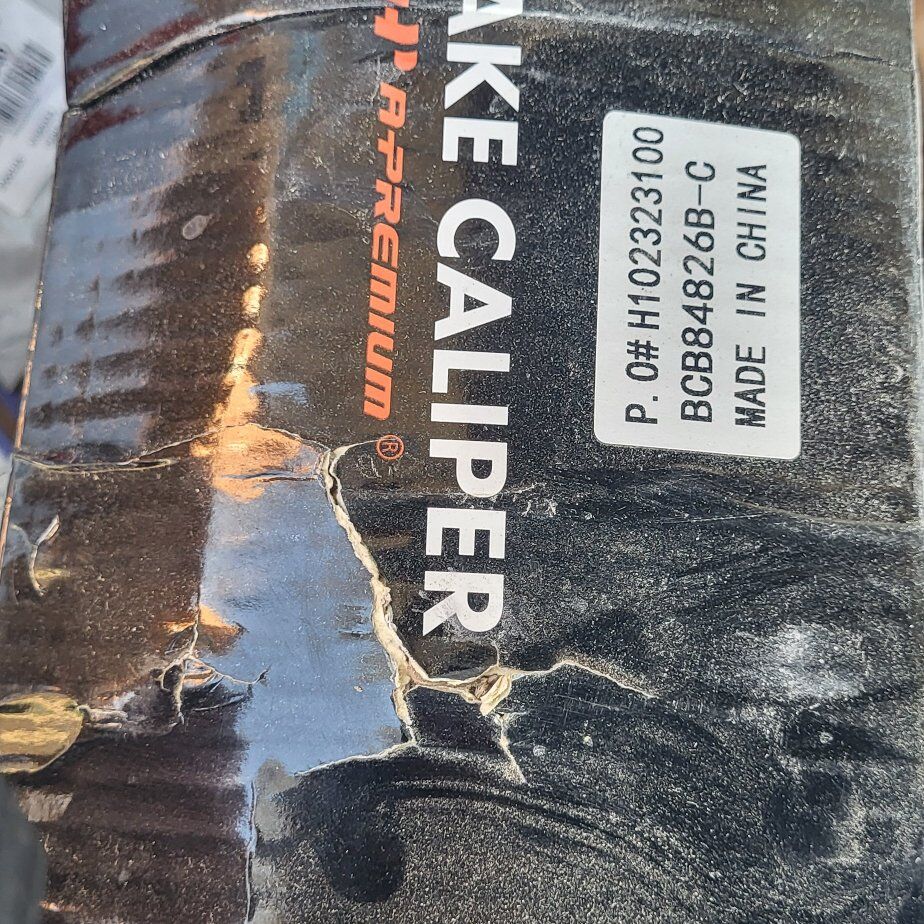 A-PREMIUM®
AKE CALIPER
P. O# H102323100
BCB84826B-C
MADE IN CHINA